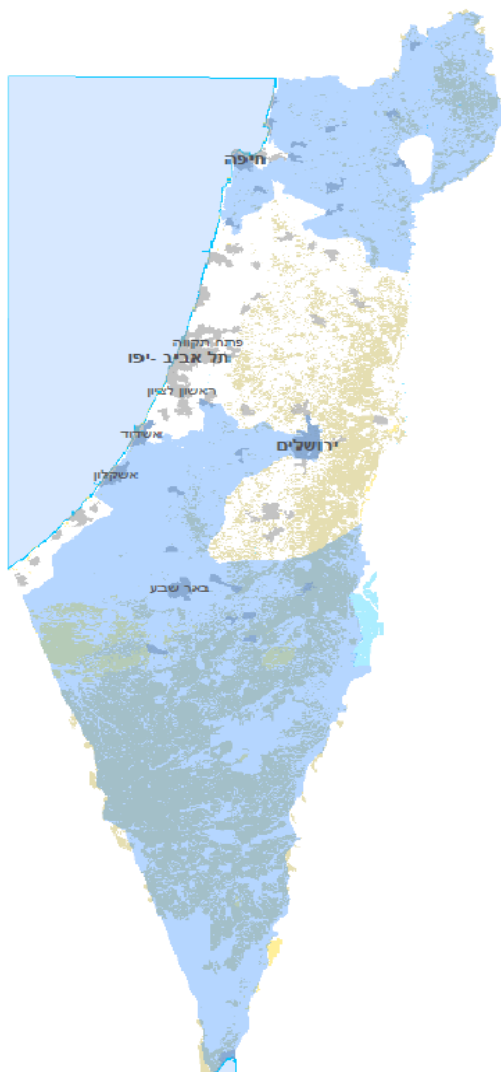 חיפה
פתח תקווה
תל אביב -יפו
ראשון לציון
אשדוד
ירושלים
אשקלון
באר שבע